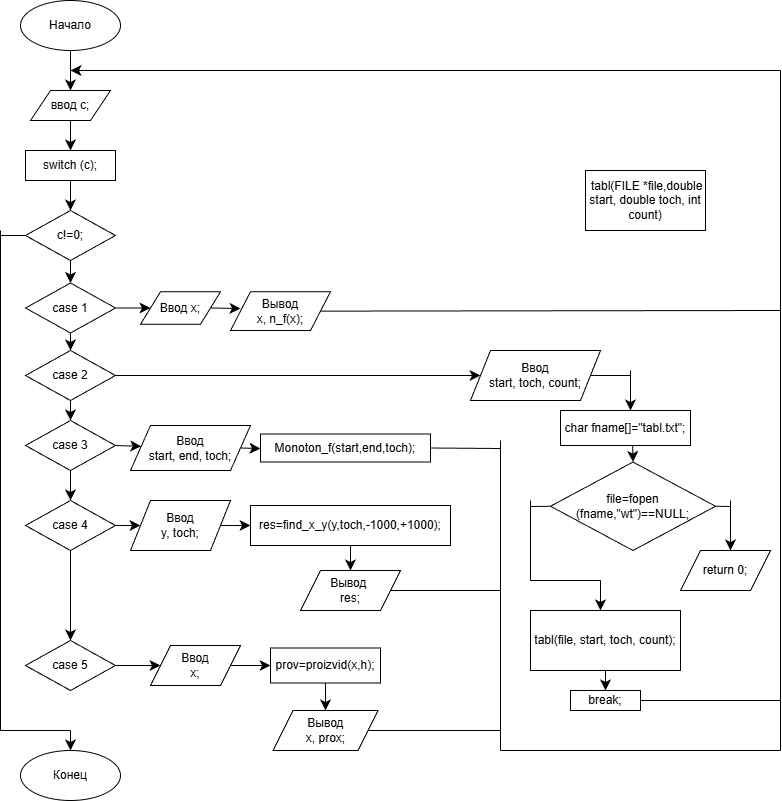 Начало
ввод c;
switch (c);
tabl(FILE *file,double
start, double toch, int
count)
c!=0;
case 1
Ввод x;
Вывод
x, n_f(x);
case 2
Ввод
start, toch, count;
char fname[]="tabl.txt";
case 3
Ввод
start, end, toch;
Monoton_f(start,end,toch);
file=fopen
(fname,"wt")==NULL;
case 4
Ввод
y, toch;
res=find_x_y(y,toch,-1000,+1000);
return 0;
Вывод
res;
tabl(file, start, toch, count);
case 5
Ввод
x;
prov=proizvid(x,h);
break;
Вывод
x, prox;
Конец